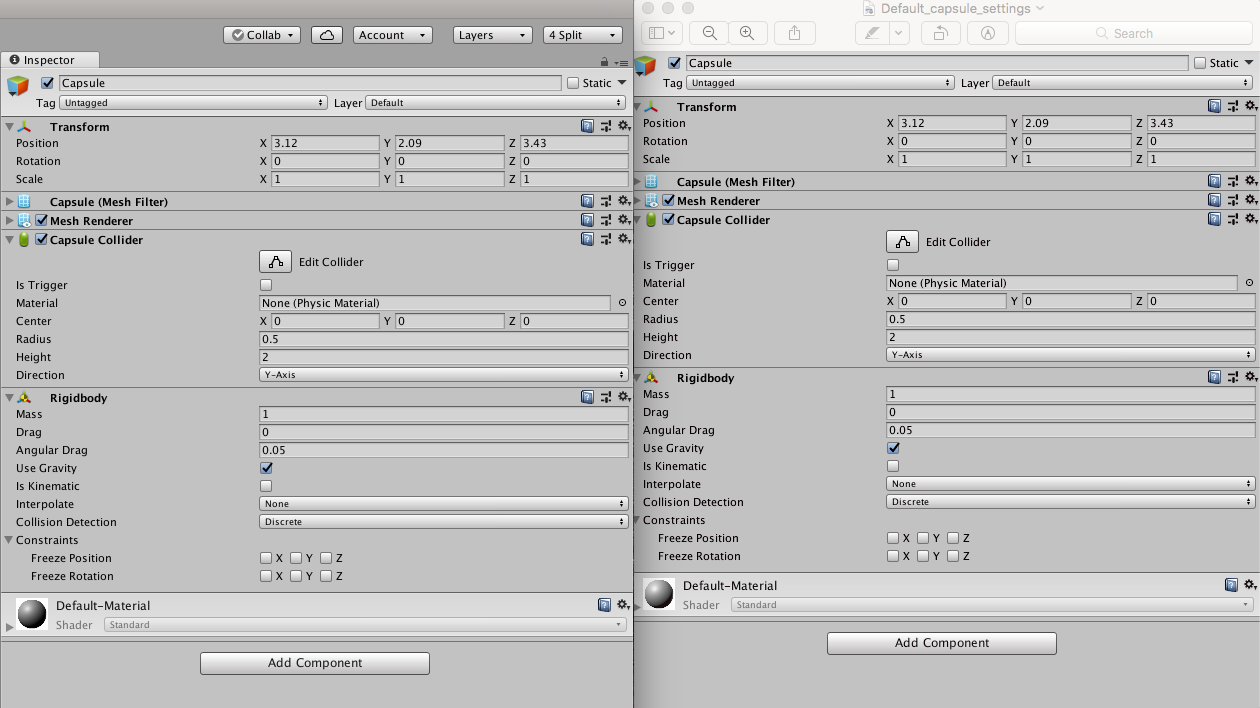 Collab
Account
Layers
4 Split
Inspector
Capsule
Static
Tag Untagged Layer Default
Transform
Position X 3.12 Y 2.09 Z 3.43
Rotation X 0 Y 0 Z 0
Scale X 1 Y 1 Z 1
Capsule (Mesh Filter)
Mesh Renderer
Capsule Collider
Edit Collider
Is Trigger
Material None (Physic Material)
Center X 0 Y 0 Z 0
Radius 0.5
Height 2
Direction Y-Axis
Rigidbody
Mass 1
Drag 0
Angular Drag 0.05
Use Gravity
Is Kinematic
Interpolate None
Collision Detection Discrete
Constraints
Freeze Position X Y Z
Freeze Rotation X Y Z
Default-Material
Shader Standard
Add Component
Default_capsule_settings
Search
Capsule
Static
Tag Untagged Layer Default
Transform
Position X 3.12 Y 2.09 Z 3.43
Rotation X 0 Y 0 Z 0
Scale X 1 Y 1 Z 1
Capsule (Mesh Filter)
Mesh Renderer
Capsule Collider
Edit Collider
Is Trigger
Material None (Physic Material)
Center X 0 Y 0 Z 0
Radius 0.5
Height 2
Direction Y-Axis
Rigidbody
Mass 1
Drag 0
Angular Drag 0.05
Use Gravity
Is Kinematic
Interpolate None
Collision Detection Discrete
Constraints
Freeze Position X Y Z
Freeze Rotation X Y Z
Default-Material
Shader Standard
Add Component